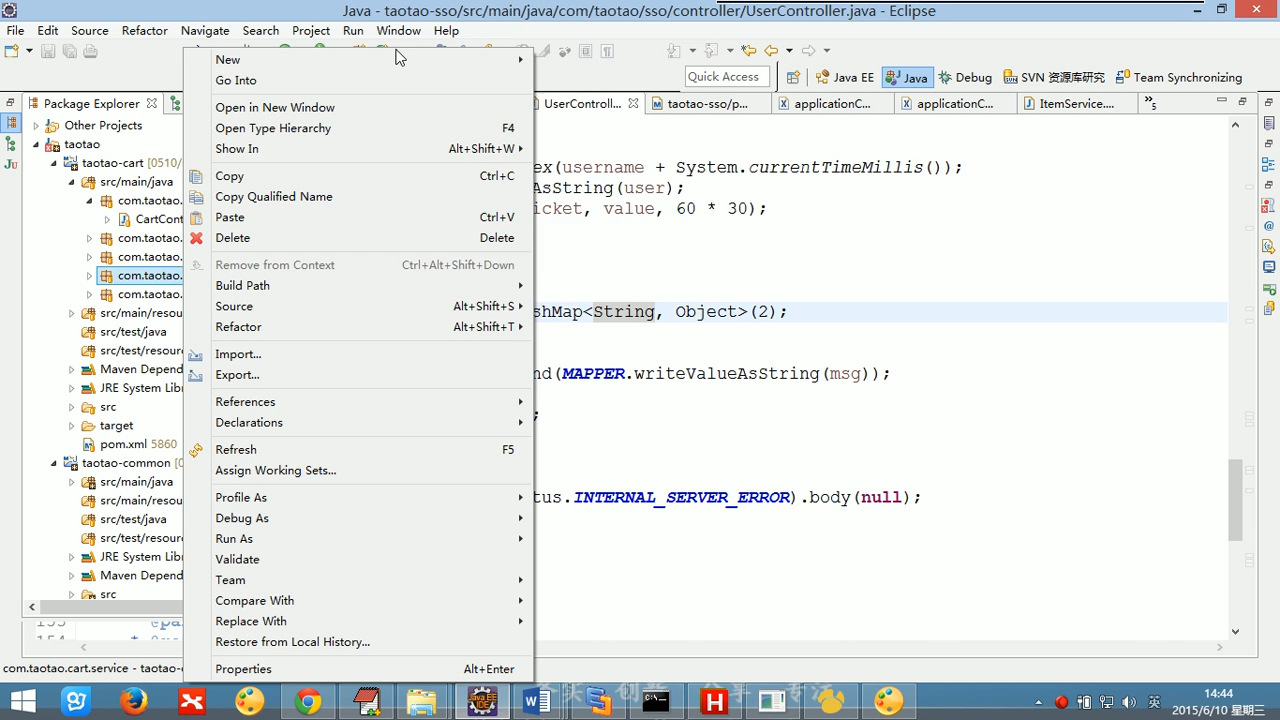 Java - taotao-sso/src/main/java/com/taotao/sso/controller/UserController.java - Eclipse
File Edit Source Refactor Navigate Search Project Run Window Help
Quick Access
Java EE
Java
Debug
SVN 资源库研究
Team Synchronizing
Package Explorer
UserControll...
taotao-sso/p...
applicationC...
applicationC...
ItemService....
»5
Other Projects
taotao
taotao-cart [0510/
src/main/java
com.taotao.
CartCont
com.taotao.
com.taotao.
com.taotao.
com.taotao.
src/main/resou
src/test/java
src/test/resour
Maven Depend
JRE System Libr
src
target
pom.xml 5860
taotao-common [0
src/main/java
src/main/resou
src/test/java
src/test/resour
JRE System Libr
Maven Depend
src
New
Go Into
Open in New Window
Open Type Hierarchy F4
Show In Alt+Shift+W
Copy Ctrl+C
Copy Qualified Name
Paste Ctrl+V
Delete Delete
Remove from Context Ctrl+Alt+Shift+Down
Build Path
Source Alt+Shift+S
Refactor Alt+Shift+T
Import...
Export...
References
Declarations
Refresh F5
Assign Working Sets...
Profile As
Debug As
Run As
Validate
Team
Compare With
Replace With
Restore from Local History...
Properties Alt+Enter
ex(username + System.currentTimeMillis());
AsString(user);
icket, value, 60 * 30);
shMap<String, Object>(2);
nd(MAPPER.writeValueAsString(msg));
;
tus.INTERNAL_SERVER_ERROR).body(null);
com.taotao.cart.service - taotao-
英
14:44
2015/6/10 星期三